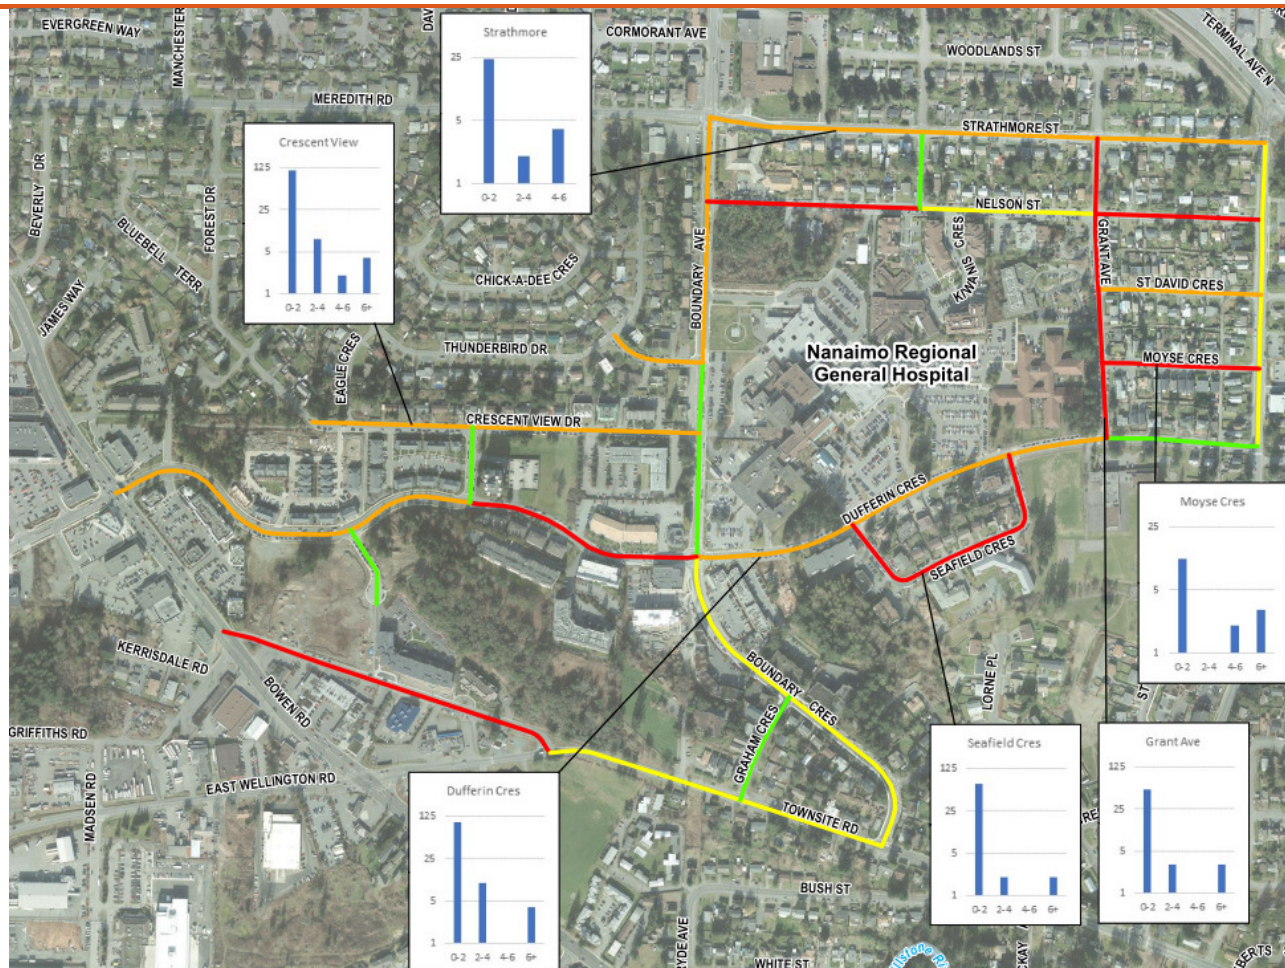 EVERGREEN WAY
MANCHESTER
CORMORANT AVE
WOODLANDS ST
TERMINAL AVE N
MEREDITH RD
STRATHMORE ST
BEVERLY DR
BLUEBELL TERR
FOREST DR
JAMES WAY
CHICK-A-DEE CRES
EAGLE CRES
THUNDERBIRD DR
BOUNDARY AVE
NELSON ST
KIWANIS CRES
GRANT AVE
ST DAVID CRES
MOYSE CRES
Nanaimo Regional
General Hospital
CRESCENT VIEW DR
DUFFERIN CRES
SEAFIELD CRES
KERRISDALE RD
BOWEN RD
GRIFFITHS RD
MADSEN RD
EAST WELLINGTON RD
BOUNDARY CRES
GRAHAM CRES
TOWNSITE RD
LORNE PL
BUSH ST
WHITE ST
Strathmore
25
5
1
0-2 2-4 4-6
Crescent View
125
25
5
1
0-2 2-4 4-6 6+
Moyse Cres
25
5
1
0-2 2-4 4-6 6+
Dufferin Cres
125
25
5
1
0-2 2-4 4-6 6+
Seafield Cres
125
25
5
1
0-2 2-4 4-6 6+
Grant Ave
125
25
5
1
0-2 2-4 4-6 6+